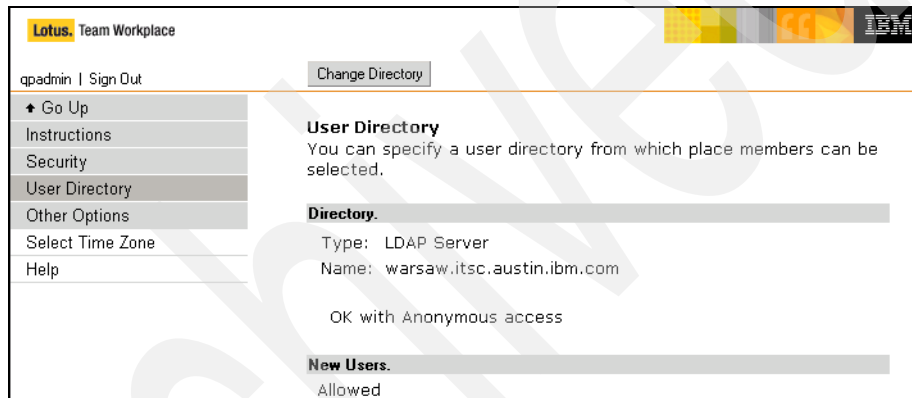 Lotus. Team Workplace
IBM
qpadmin | Sign Out
Change Directory
Go Up
Instructions
Security
User Directory
Other Options
Select Time Zone
Help
User Directory
You can specify a user directory from which place members can be
selected.
Directory.
Type: LDAP Server
Name: warsaw.itsc.austin.ibm.com
OK with Anonymous access
New Users.
Allowed